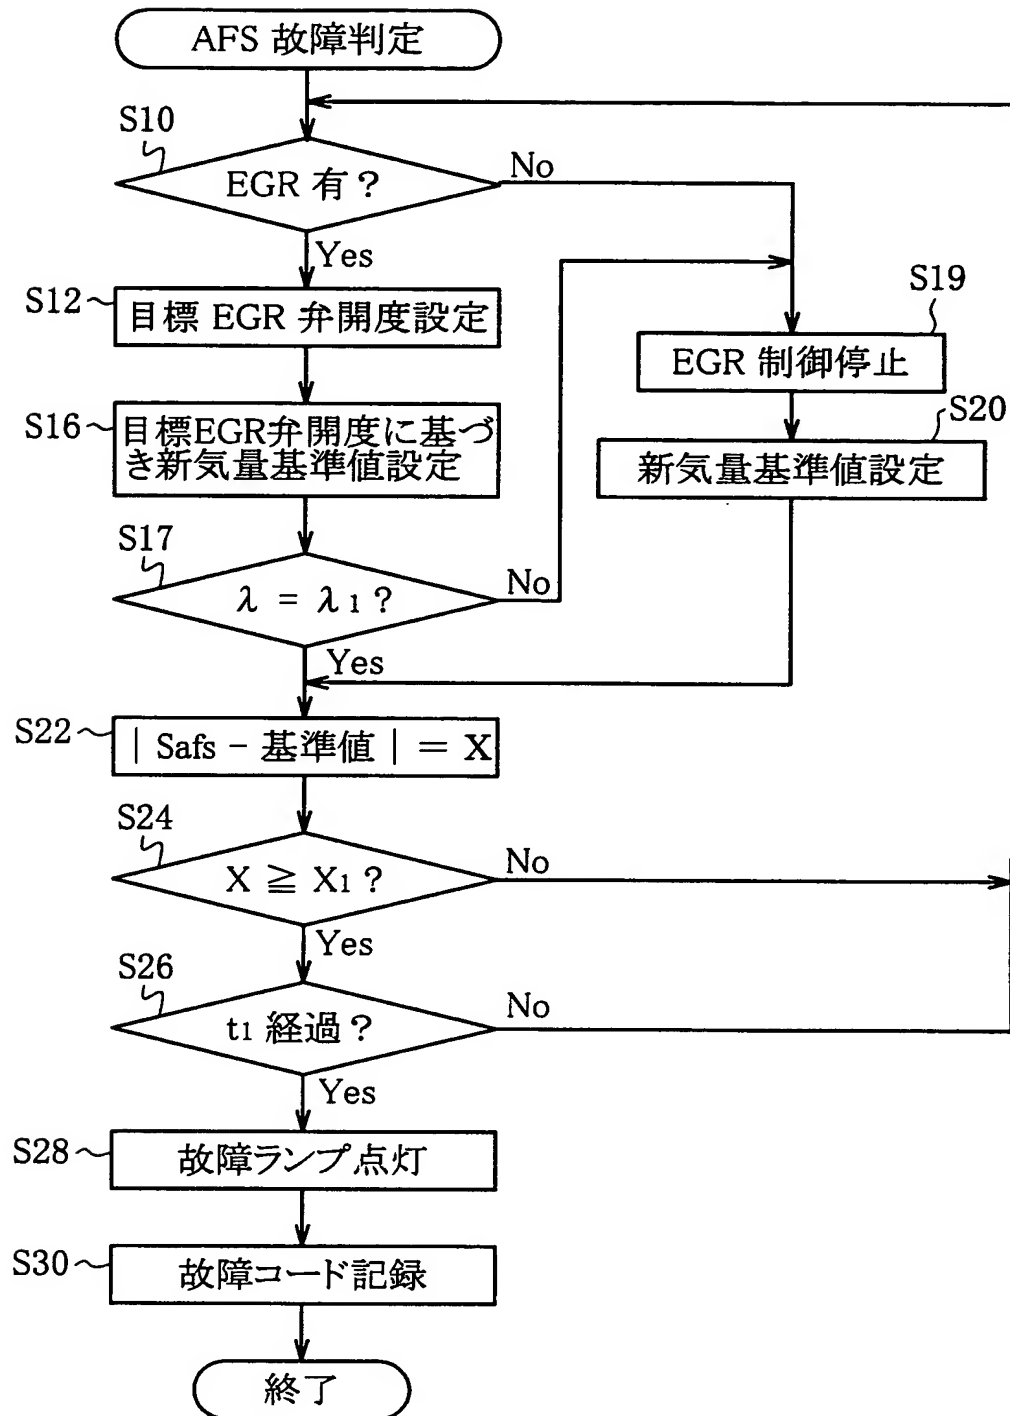 AFS 故障判定
S10
EGR 有?
No
Yes
S12
目標 EGR 弁開度設定
S19
EGR 制御停止
S16
目標EGR弁開度に基づ
き新気量基準値設定
S20
新気量基準値設定
S17
λ = λ1?
No
Yes
S22
| Safs - 基準値 | = X
S24
X ≧ X1?
No
Yes
S26
t1 経過?
No
Yes
S28
故障ランプ点灯
S30
故障コード記録
終了